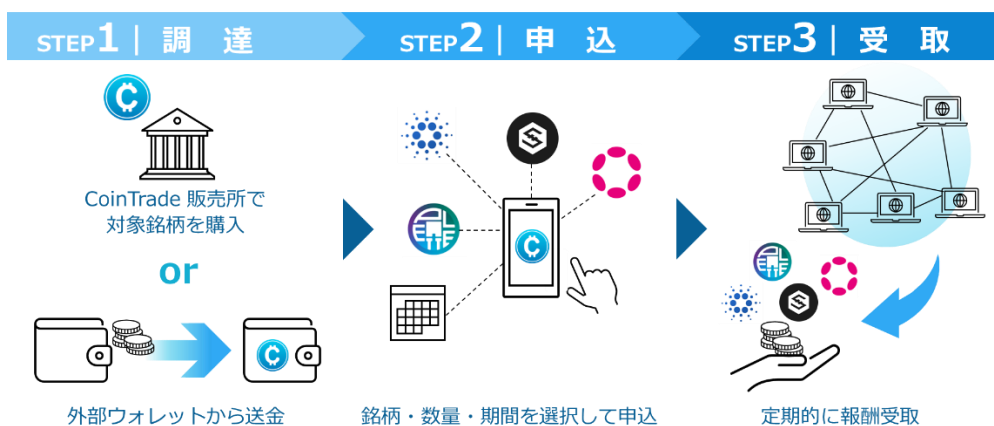 STEP1|調 達
STEP2|申 込
STEP3|受 取
CoinTrade 販売所で
対象銘柄を購入
or
外部ウォレットから送金
銘柄・数量・期間を選択して申込
定期的に報酬受取